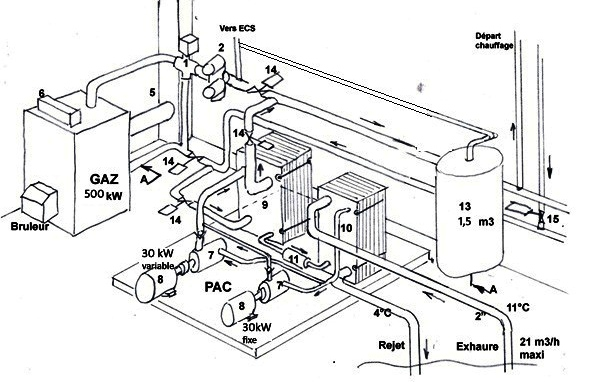 Vers ECS
Départ
chauffage
1
2
14
6
5
14
GAZ
500 kW
14
A
9
10
13
1,5 m3
15
14
Bruleur
30 kW
variable
7
11
8
PAC
7
8
A
30kW
fixe
4°C
2"
11°C
Rejet
Exhaure
21 m3/h
maxi